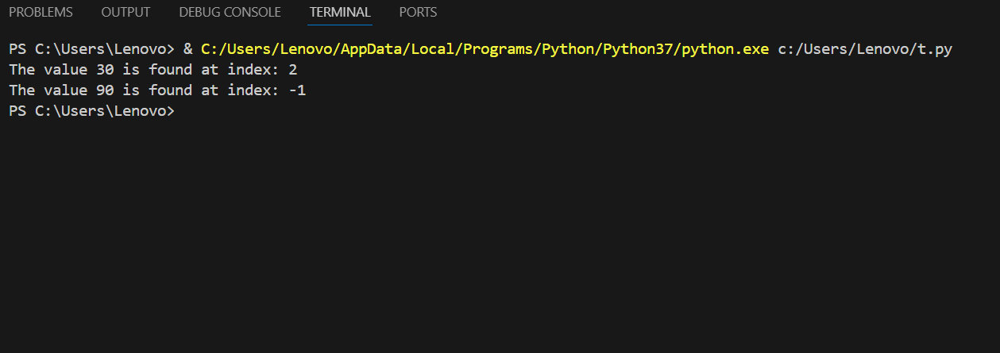 PROBLEMS OUTPUT DEBUG CONSOLE TERMINAL PORTS
PS C:\Users\Lenovo> & C:/Users/Lenovo/AppData/Local/Programs/Python/Python37/python.exe c:/Users/Lenovo/t.py
The value 30 is found at index: 2
The value 90 is found at index: -1
PS C:\Users\Lenovo>